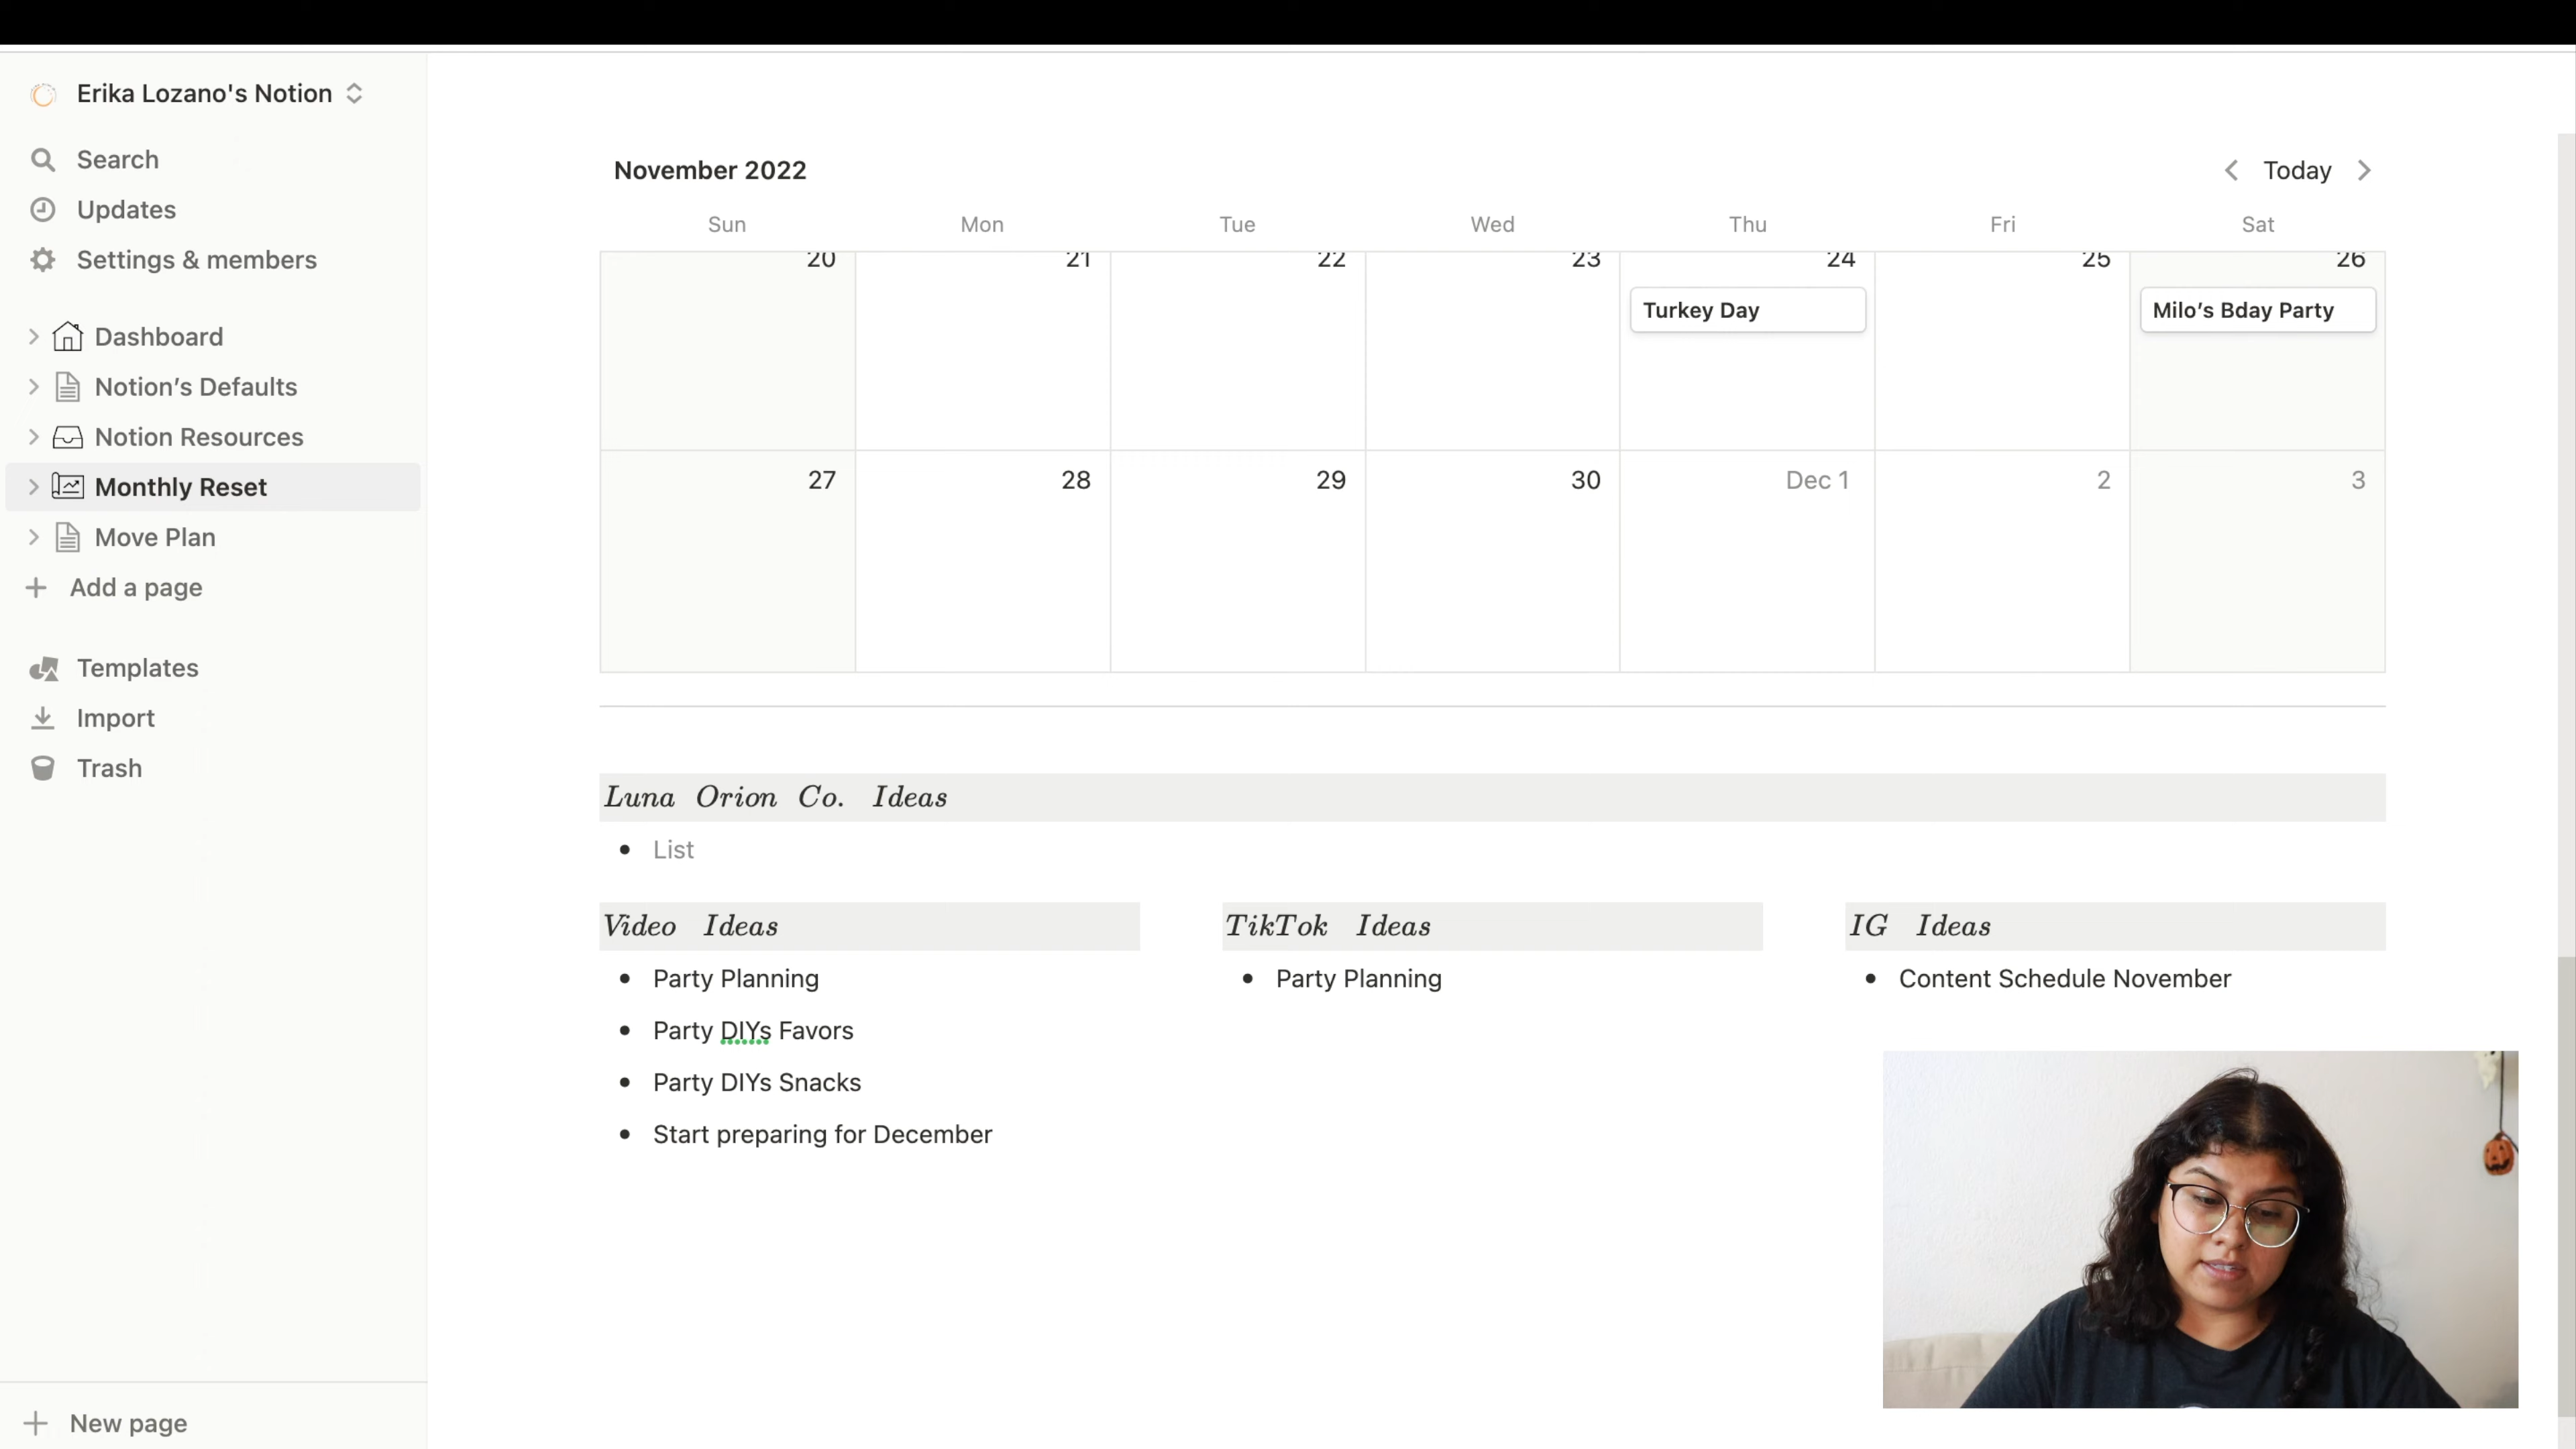 Erika Lozano's Notion
Search
Updates
Settings & members
Dashboard
Notion's Defaults
Notion Resources
Monthly Reset
Move Plan
Add a page
Templates
Import
Trash
New page
November 2022
Today
Sun Mon Tue Wed Thu Fri Sat
20 21 22 23 24 25 26
Turkey Day
Milo's Bday Party
27 28 29 30 Dec 1 2 3
Luna Orion Co. Ideas
List
Video Ideas
Party Planning
Party DIYs Favors
Party DIYs Snacks
Start preparing for December
TikTok Ideas
Party Planning
IG Ideas
Content Schedule November